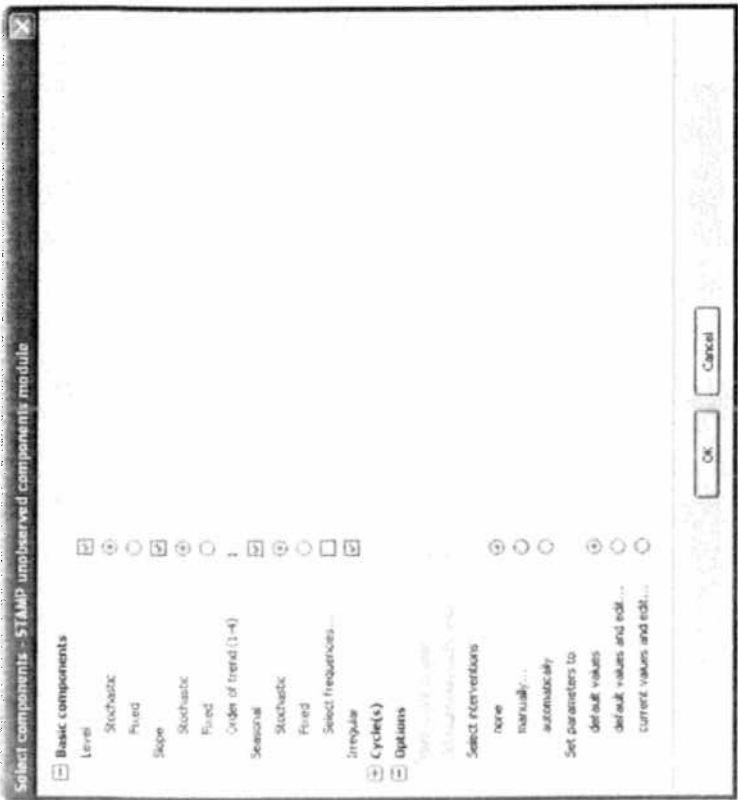 Select components - STAMP unobserved components module
Basic components
Level
Stochastic
Fixed
Slope
Stochastic
Fixed
Order of trend (1-4)
Seasonal
Stochastic
Fixed
Select frequencies...
Irregular
Cycle(s)
Options
Select interventions
none
manually...
automatically
Set parameters to
default values
default values and edit...
current values and edit...
OK
Cancel